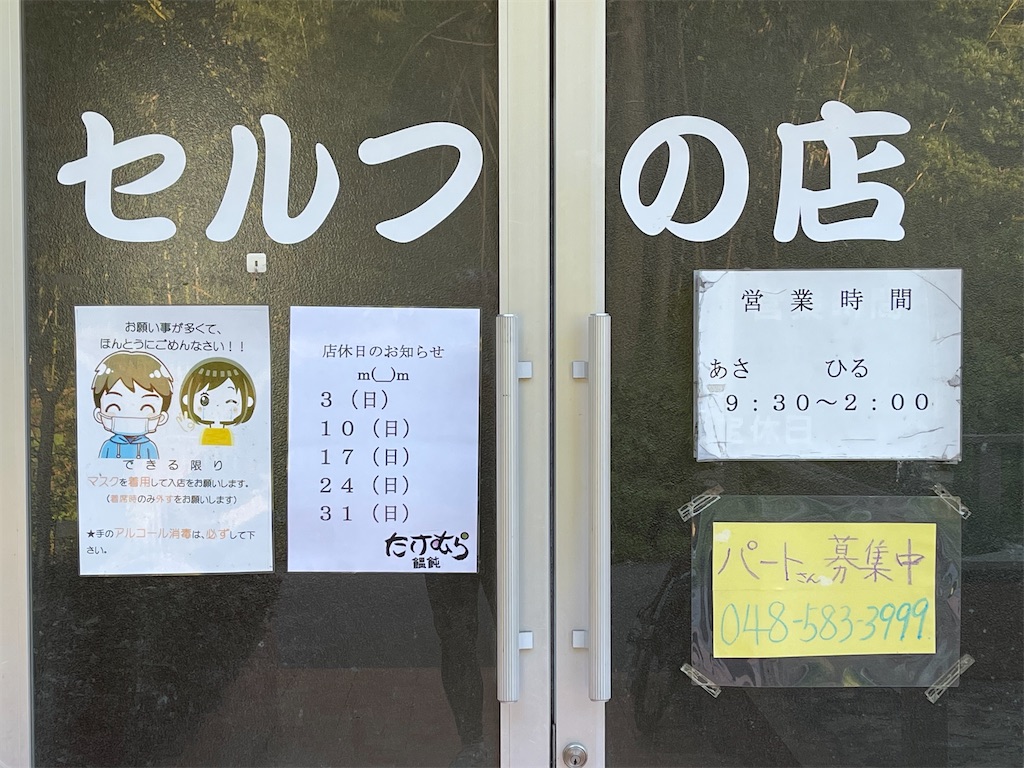 セルフの店
お願い事が多くて、
ほんとうにごめんなさい！！
できる限り
マスクを着用して入店をお願いします。
（着席時のみ外すをお願いします）
★手のアルコール消毒は、必ずして下
さい。
店休日のお知らせ
m(__)m
３（日）
１０（日）
１７（日）
２４（日）
３１（日）
たけむら
饂飩
営業時間
あさ　ひる
９：３０～２：００
定休日
パートさん募集中
048-583-3999